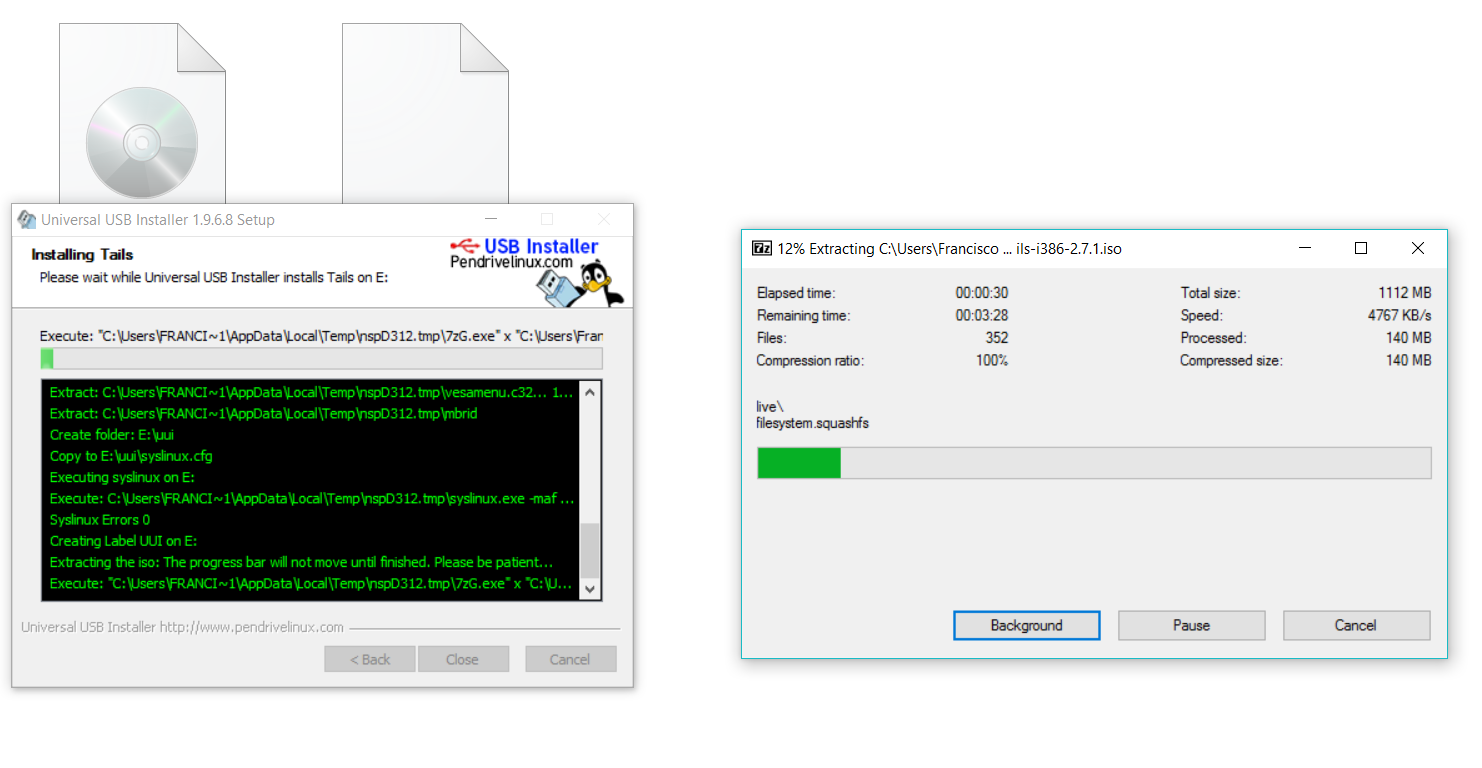 Universal USB Installer 1.9.6.8 Setup
Installing Tails
Please wait while Universal USB Installer installs Tails on E:
USB Installer
Pendrivelinux.com
Execute: "C:\Users\FRANCI~1\AppData\Local\Temp\nspD312.tmp\7zG.exe" x "C:\Users\Fran
Extract: C:\Users\FRANCI~1\AppData\Local\Temp\nspD312.tmp\vesamenu.c32... 1...
Extract: C:\Users\FRANCI~1\AppData\Local\Temp\nspD312.tmp\mbrid
Create folder: E:\uui
Copy to E:\uui\syslinux.cfg
Executing syslinux on E:
Execute: C:\Users\FRANCI~1\AppData\Local\Temp\nspD312.tmp\syslinux.exe -maf ...
Syslinux Errors 0
Creating Label UUI on E:
Extracting the iso: The progress bar will not move until finished. Please be patient...
Execute: "C:\Users\FRANCI~1\AppData\Local\Temp\nspD312.tmp\7zG.exe" x "C:\U...
Universal USB Installer http://www.pendrivelinux.com
< Back Close Cancel
7z 12% Extracting C:\Users\Francisco ... ils-i386-2.7.1.iso
Elapsed time: 00:00:30 Total size: 1112 MB
Remaining time: 00:03:28 Speed: 4767 KB/s
Files: 352 Processed: 140 MB
Compression ratio: 100% Compressed size: 140 MB
live\
filesystem.squashfs
Background Pause Cancel